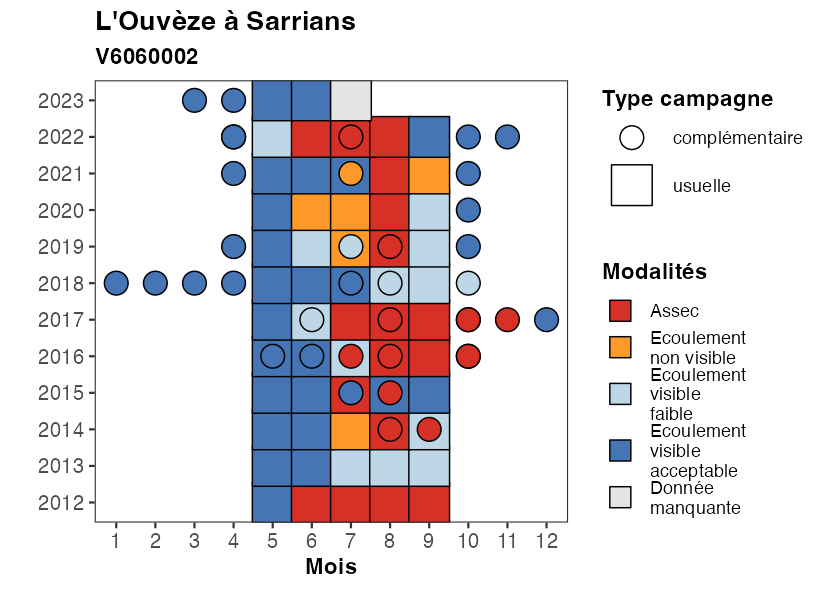 L'Ouvèze à Sarrians
V6060002
2023
2022
2021
2020
2019
2018
2017
2016
2015
2014
2013
2012
1 2 3 4 5 6 7 8 9 10 11 12
Mois
Type campagne
complémentaire
usuelle
Modalités
Assec
Ecoulement
non visible
Ecoulement
visible
faible
Ecoulement
visible
acceptable
Donnée
manquante